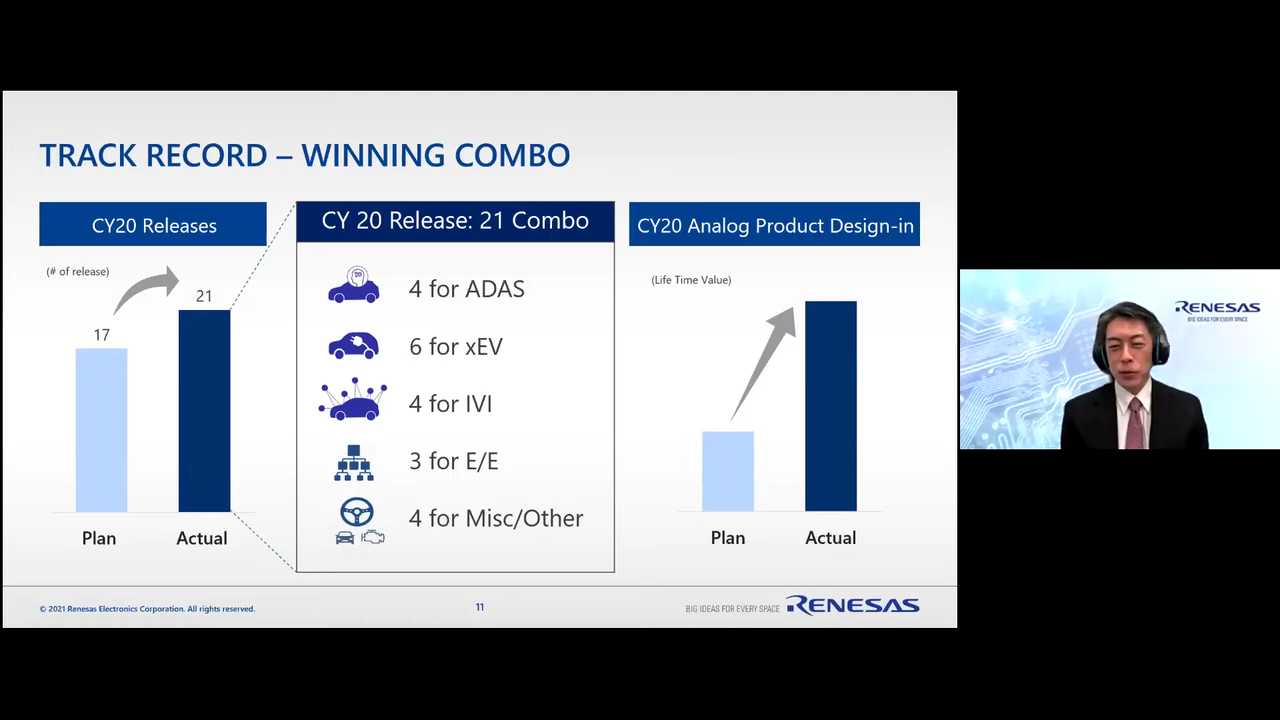 TRACK RECORD – WINNING COMBO
CY20 Releases
(# of release)
17
21
Plan
Actual
CY 20 Release: 21 Combo
4 for ADAS
6 for xEV
4 for IVI
3 for E/E
4 for Misc/Other
CY20 Analog Product Design-in
(Life Time Value)
Plan
Actual
© 2021 Renesas Electronics Corporation. All rights reserved.
11
BIG IDEAS FOR EVERY SPACE
RENESAS
RENESAS
BIG IDEAS FOR EVERY SPACE